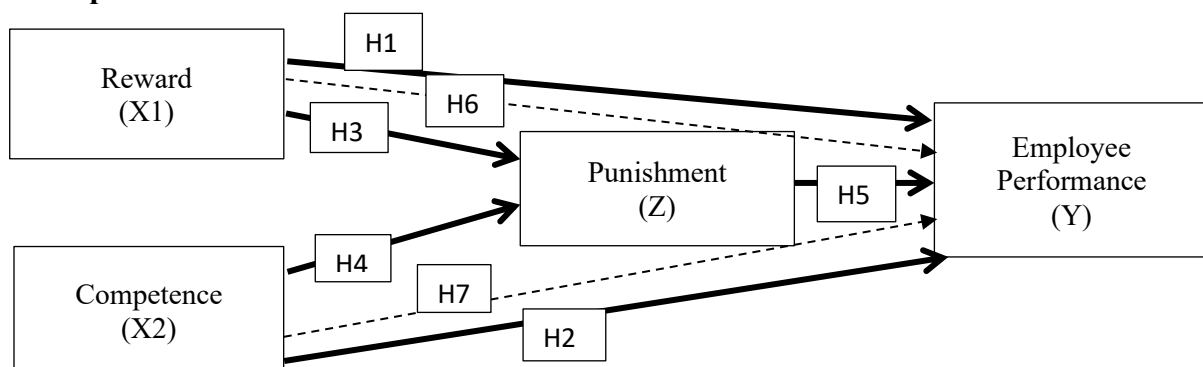 H1
Reward
(X1)
H6
H3
Employee
Performance
(Y)
Punishment
(Z)
H5
H4
Competence
(X2)
H7
H2